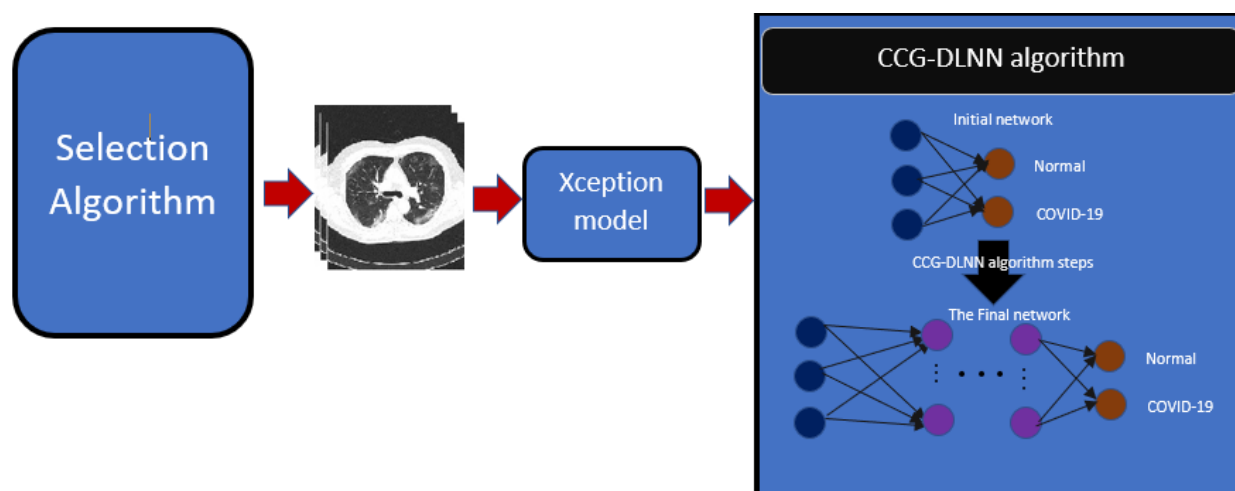 Selection
Algorithm
Xception
model
CCG-DLNN algorithm
Initial network
Normal
COVID-19
CCG-DLNN algorithm steps
The Final network
Normal
COVID-19